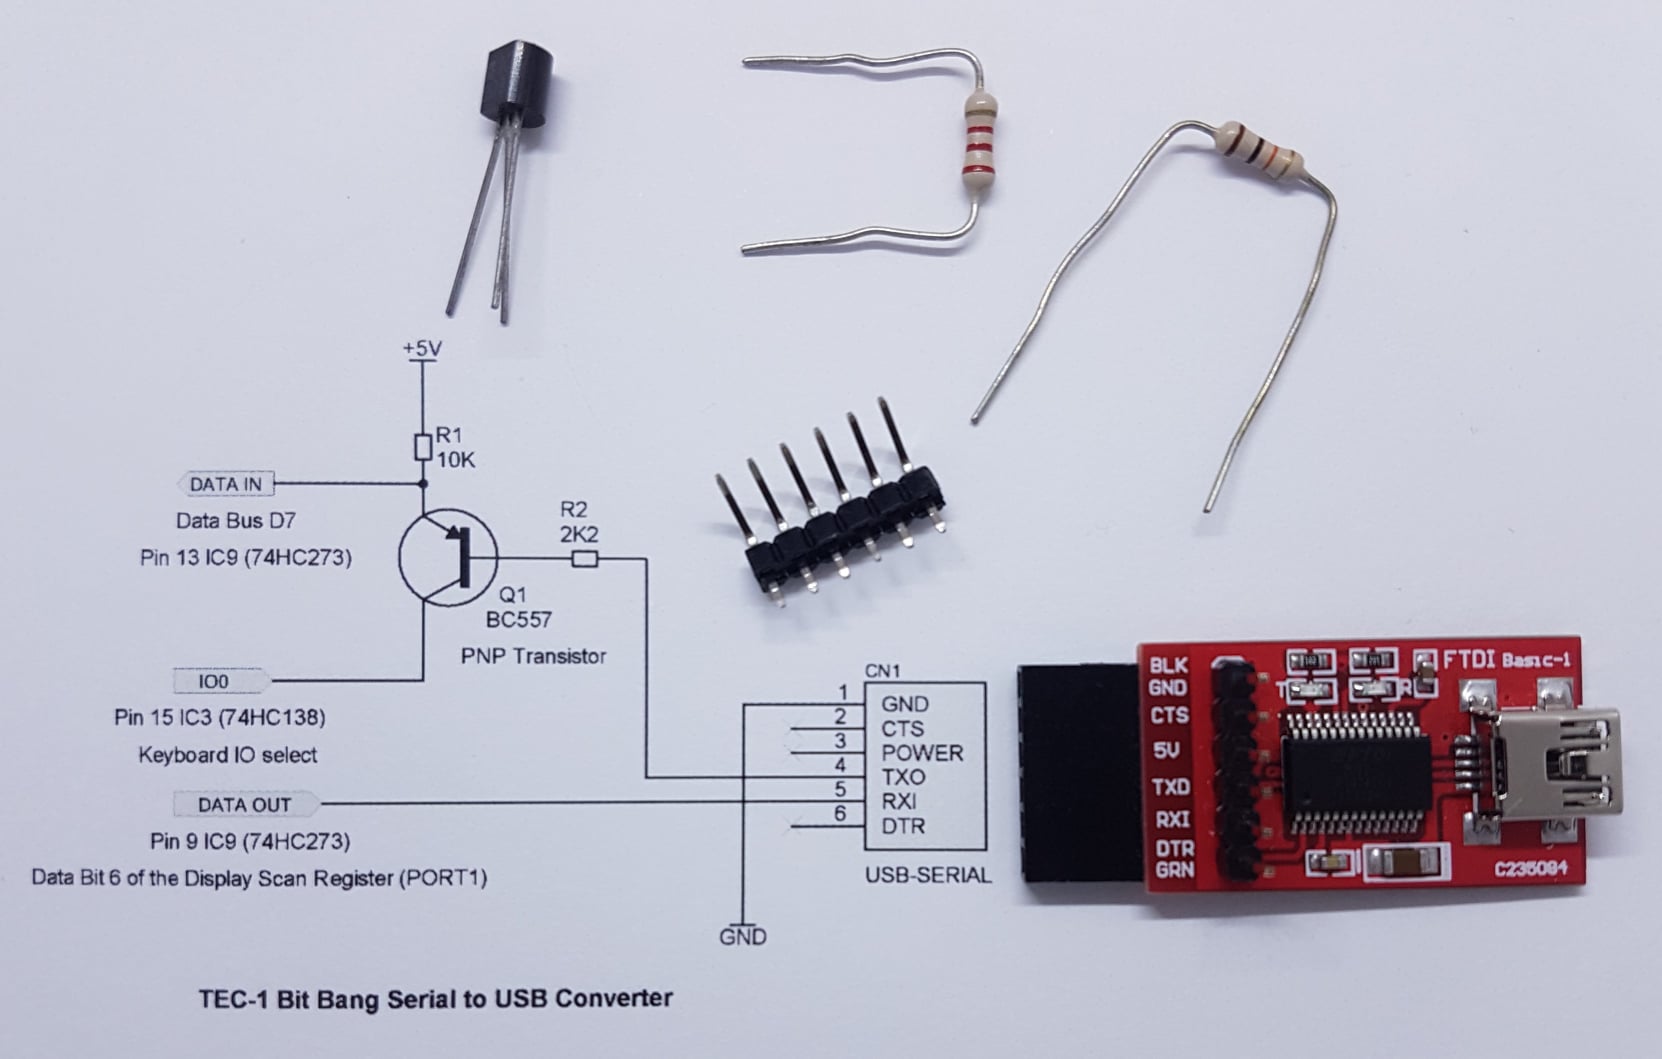 +5V
R1
10K
DATA IN
Data Bus D7
Pin 13 IC9 (74HC273)
R2
2K2
Q1
BC557
PNP Transistor
IO0
Pin 15 IC3 (74HC138)
Keyboard IO select
DATA OUT
Pin 9 IC9 (74HC273)
Data Bit 6 of the Display Scan Register (PORT1)
CN1
1 GND
2 CTS
3 POWER
4 TXO
5 RXI
6 DTR
USB-SERIAL
GND
TEC-1 Bit Bang Serial to USB Converter
BLK
GND
CTS
5V
TXD
RXI
DTR
GRN
T
R
FTDI Basic-1
C235084